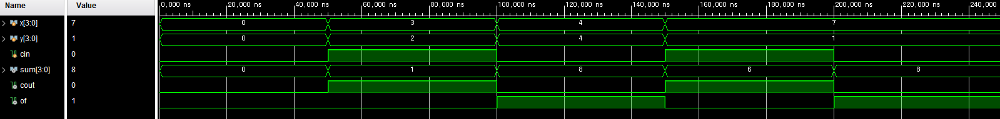 Name Value 0,000 ns 20,000 ns 40,000 ns 60,000 ns 80,000 ns 100,000 ns 120,000 ns 140,000 ns 160,000 ns 180,000 ns 200,000 ns 220,000 ns 240,000 ns
x[3:0] 7 0 3 4 7
y[3:0] 1 0 2 4 1
cin 0
sum[3:0] 8 0 1 8 6 8
cout 0
of 1